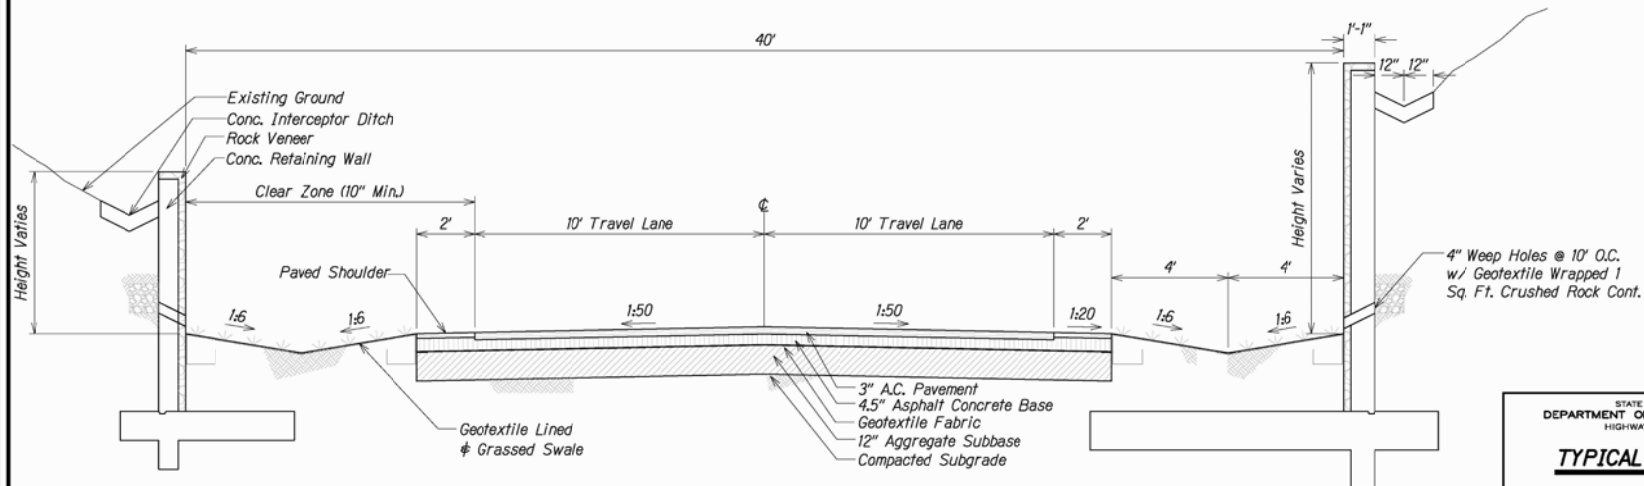 1'-1"
40'
12" 12"
Existing Ground
Conc. Interceptor Ditch
Rock Veneer
Conc. Retaining Wall
Clear Zone (10" Min.)
Height Vaties
Height Varies
℄
2'
10' Travel Lane
10' Travel Lane
2'
4'
4'
4" Weep Holes @ 10' O.C.
w/ Geotextile Wrapped 1
Sq. Ft. Crushed Rock Cont.
Paved Shoulder
1:6
1:6
1:50
1:50
1:20
1:6
1:6
3" A.C. Pavement
4.5" Asphalt Concrete Base
Geotextile Fabric
12" Aggregate Subbase
Compacted Subgrade
Geotextile Lined
& Grassed Swale
STATE
DEPARTMENT O
HIGHWA
TYPICAL